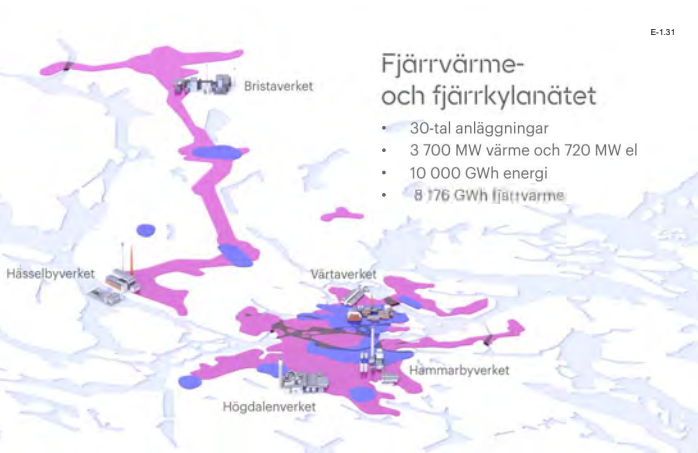 E-1.31
Fjärrvärme-
och fjärrkylanätet
• 30-tal anläggningar
• 3 700 MW värme och 720 MW el
• 10 000 GWh energi
• 8 176 GWh fjärrvärme
Bristaverket
Hässelbyverket
Värtaverket
Hammarbyverket
Högdalenverket